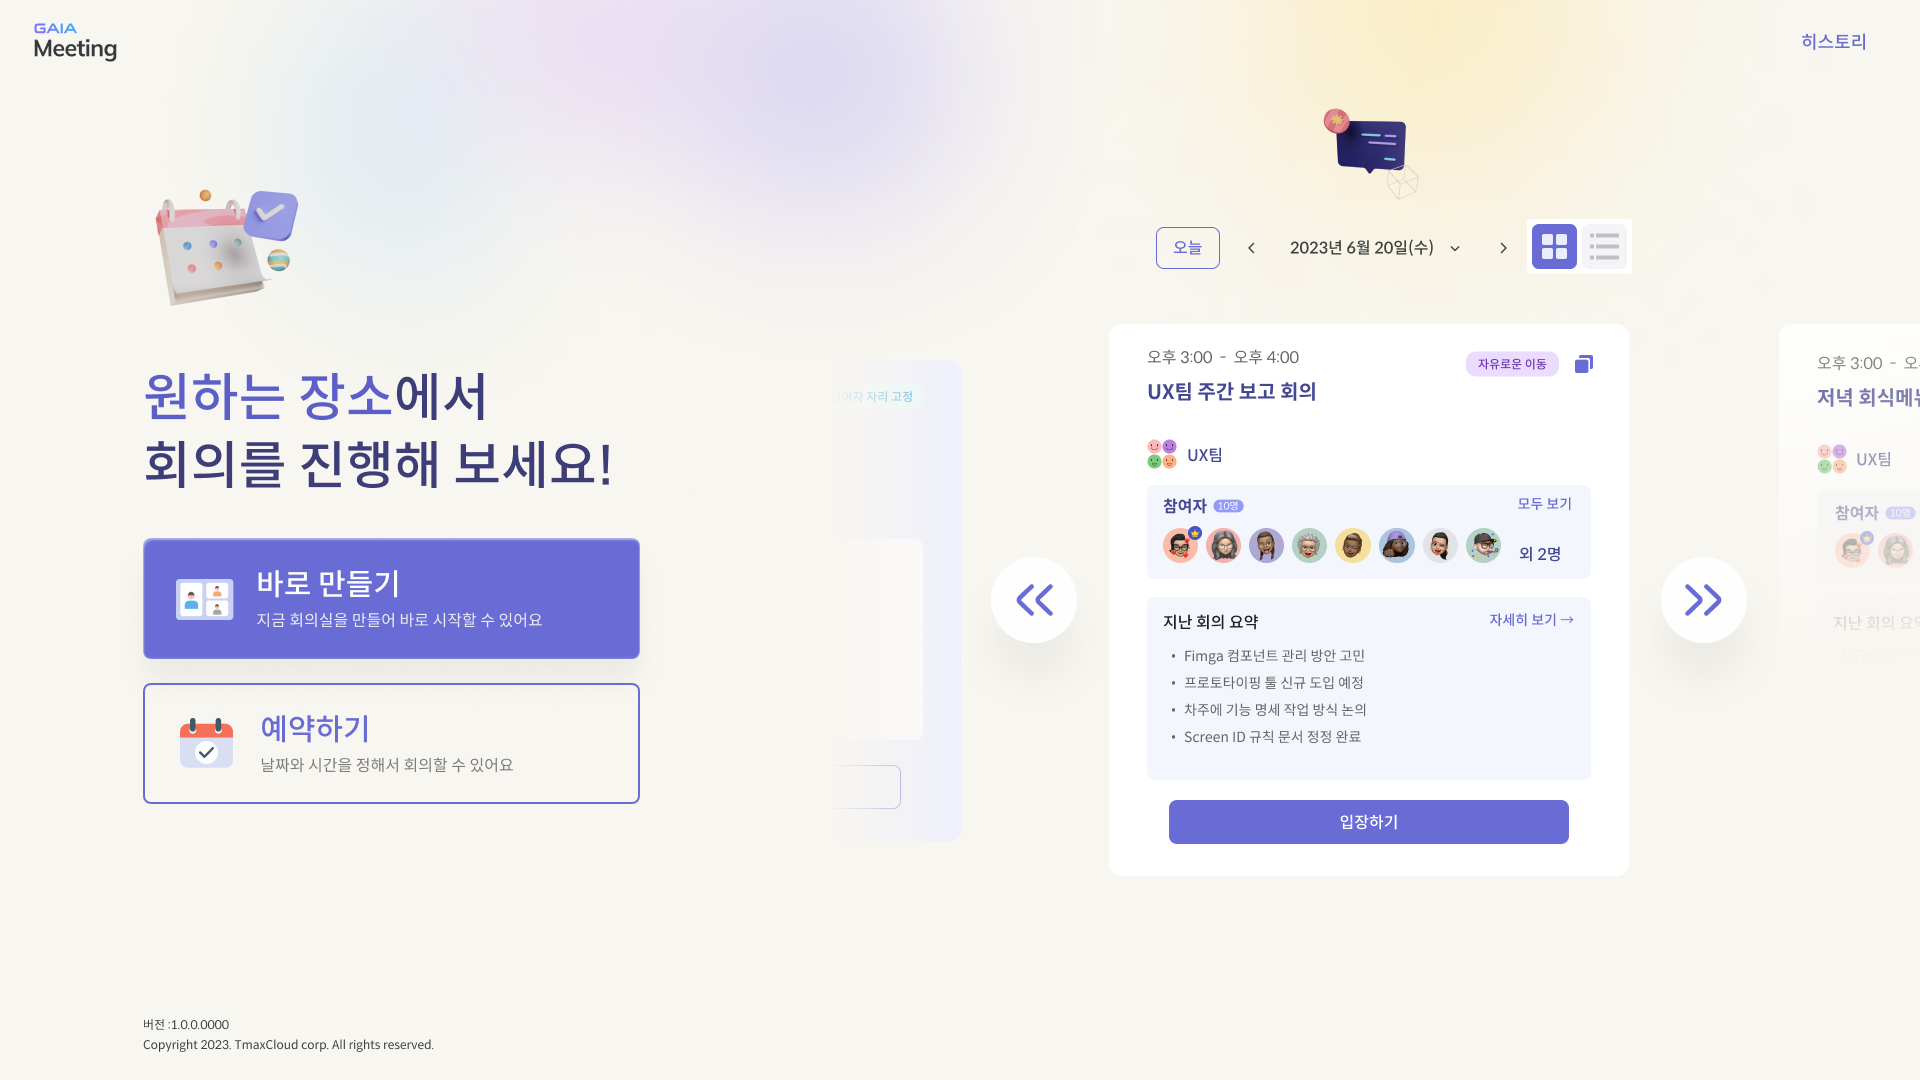 GAIA
Meeting
히스토리
오늘
2023년 6월 20일(수)
원하는 장소에서
회의를 진행해 보세요!
바로 만들기
지금 회의실을 만들어 바로 시작할 수 있어요
예약하기
날짜와 시간을 정해서 회의할 수 있어요
자리 고정
오후 3:00 - 오후 4:00
자유로운 이동
UX팀 주간 보고 회의
UX팀
참여자 10명
모두 보기
외 2명
지난 회의 요약
자세히 보기 →
• Fimga 컴포넌트 관리 방안 고민
• 프로토타이핑 툴 신규 도입 예정
• 차주에 기능 명세 작업 방식 논의
• Screen ID 규칙 문서 정정 완료
입장하기
오후 3:00 -
저녁
UX팀
참여자 10명
지난 회의
버전 :1.0.0.0000
Copyright 2023. TmaxCloud corp. All rights reserved.